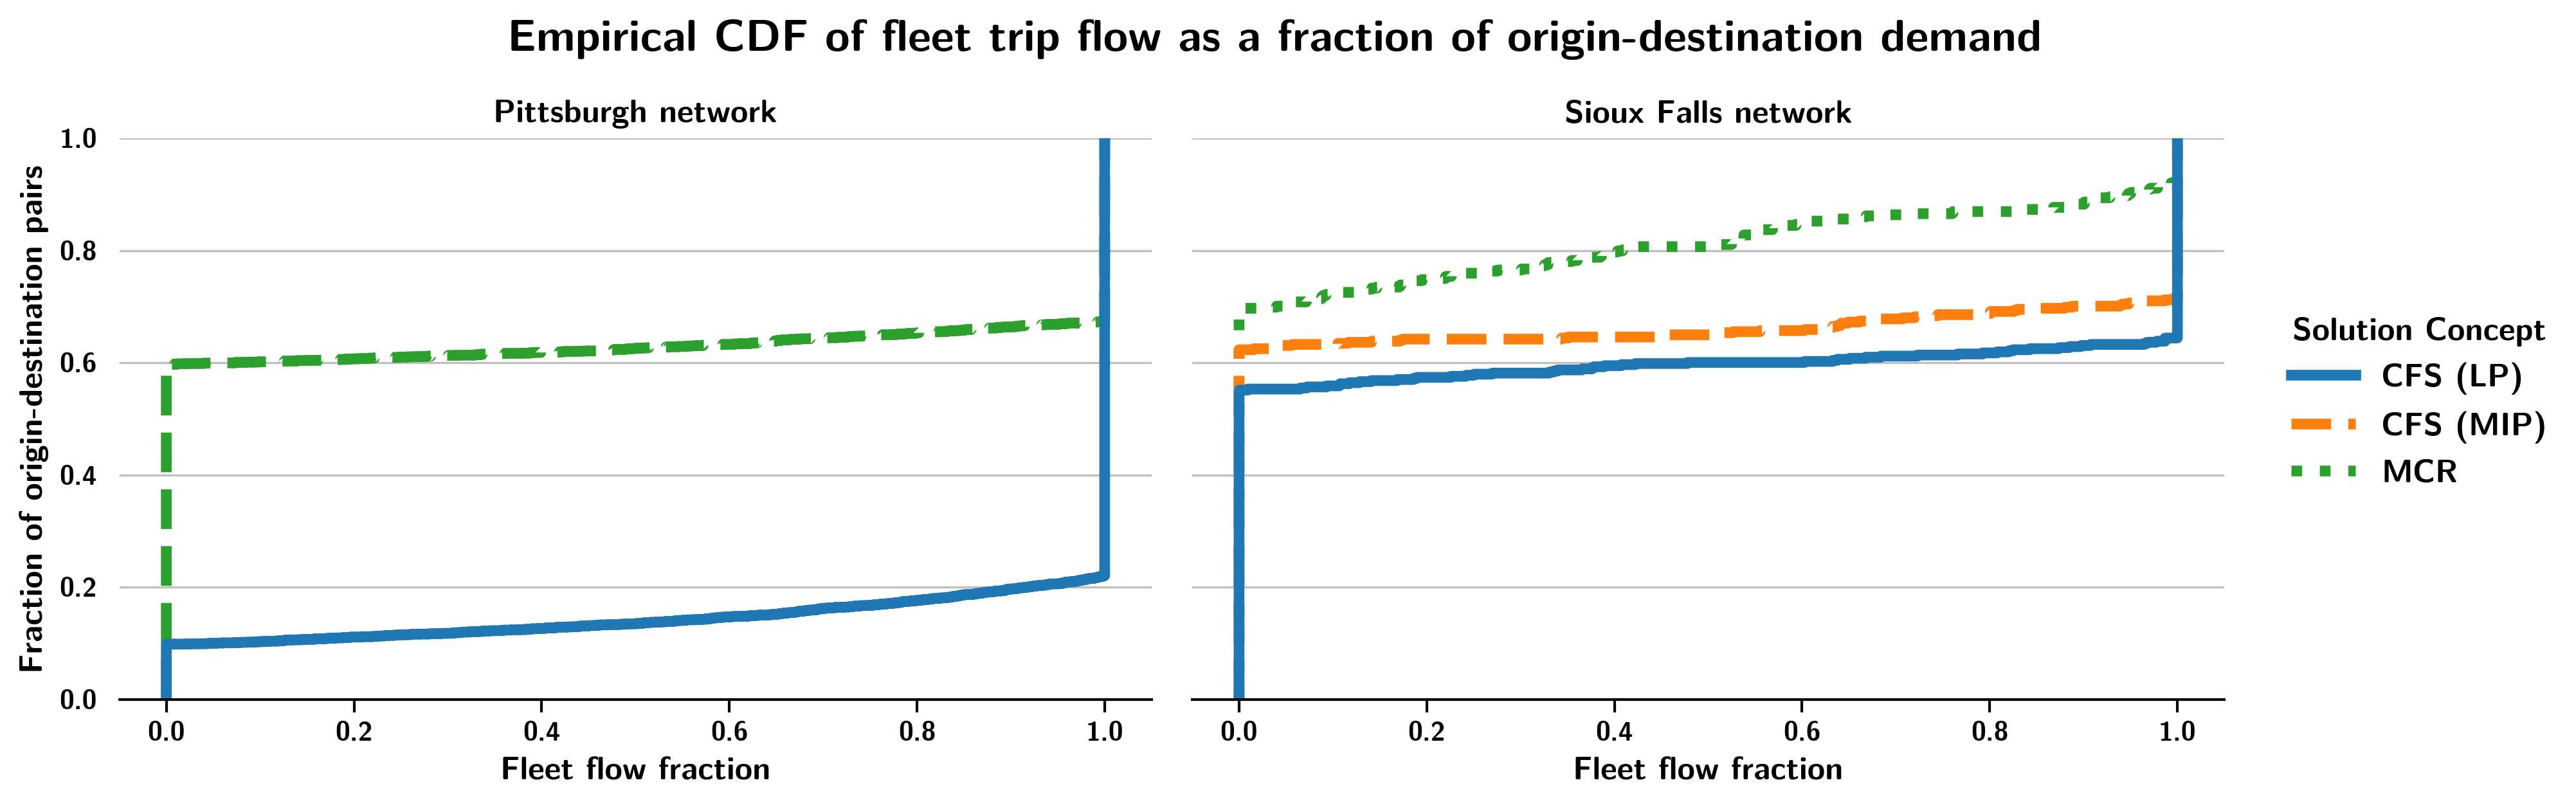 Empirical CDF of fleet trip flow as a fraction of origin-destination demand
Pittsburgh network
Sioux Falls network
Fraction of origin-destination pairs
1.0
0.8
0.6
0.4
0.2
0.0
0.0 0.2 0.4 0.6 0.8 1.0
0.0 0.2 0.4 0.6 0.8 1.0
Fleet flow fraction
Fleet flow fraction
Solution Concept
CFS (LP)
CFS (MIP)
MCR